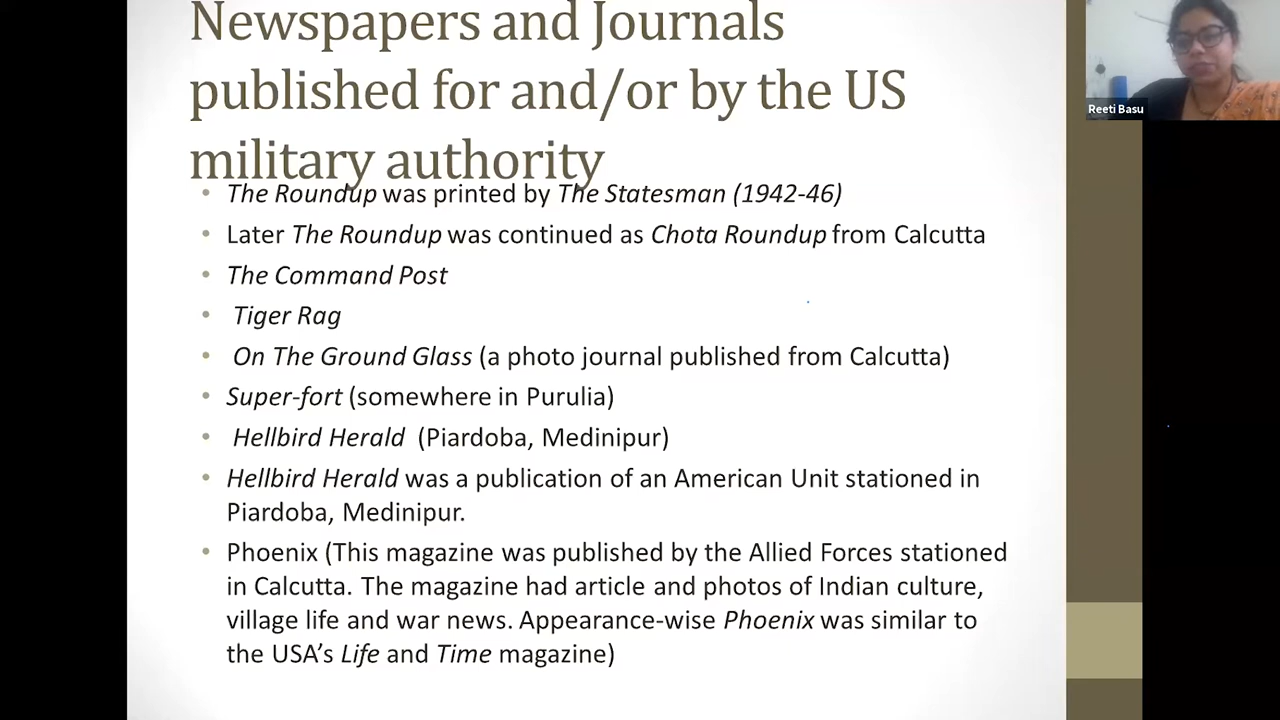 Newspapers and Journals
published for and/or by the US
military authority
• The Roundup was printed by The Statesman (1942-46)
• Later The Roundup was continued as Chota Roundup from Calcutta
• The Command Post
• Tiger Rag
• On The Ground Glass (a photo journal published from Calcutta)
• Super-fort (somewhere in Purulia)
• Hellbird Herald (Piardoba, Medinipur)
• Hellbird Herald was a publication of an American Unit stationed in
Piardoba, Medinipur.
• Phoenix (This magazine was published by the Allied Forces stationed
in Calcutta. The magazine had article and photos of Indian culture,
village life and war news. Appearance-wise Phoenix was similar to
the USA’s Life and Time magazine)
Reeti Basu